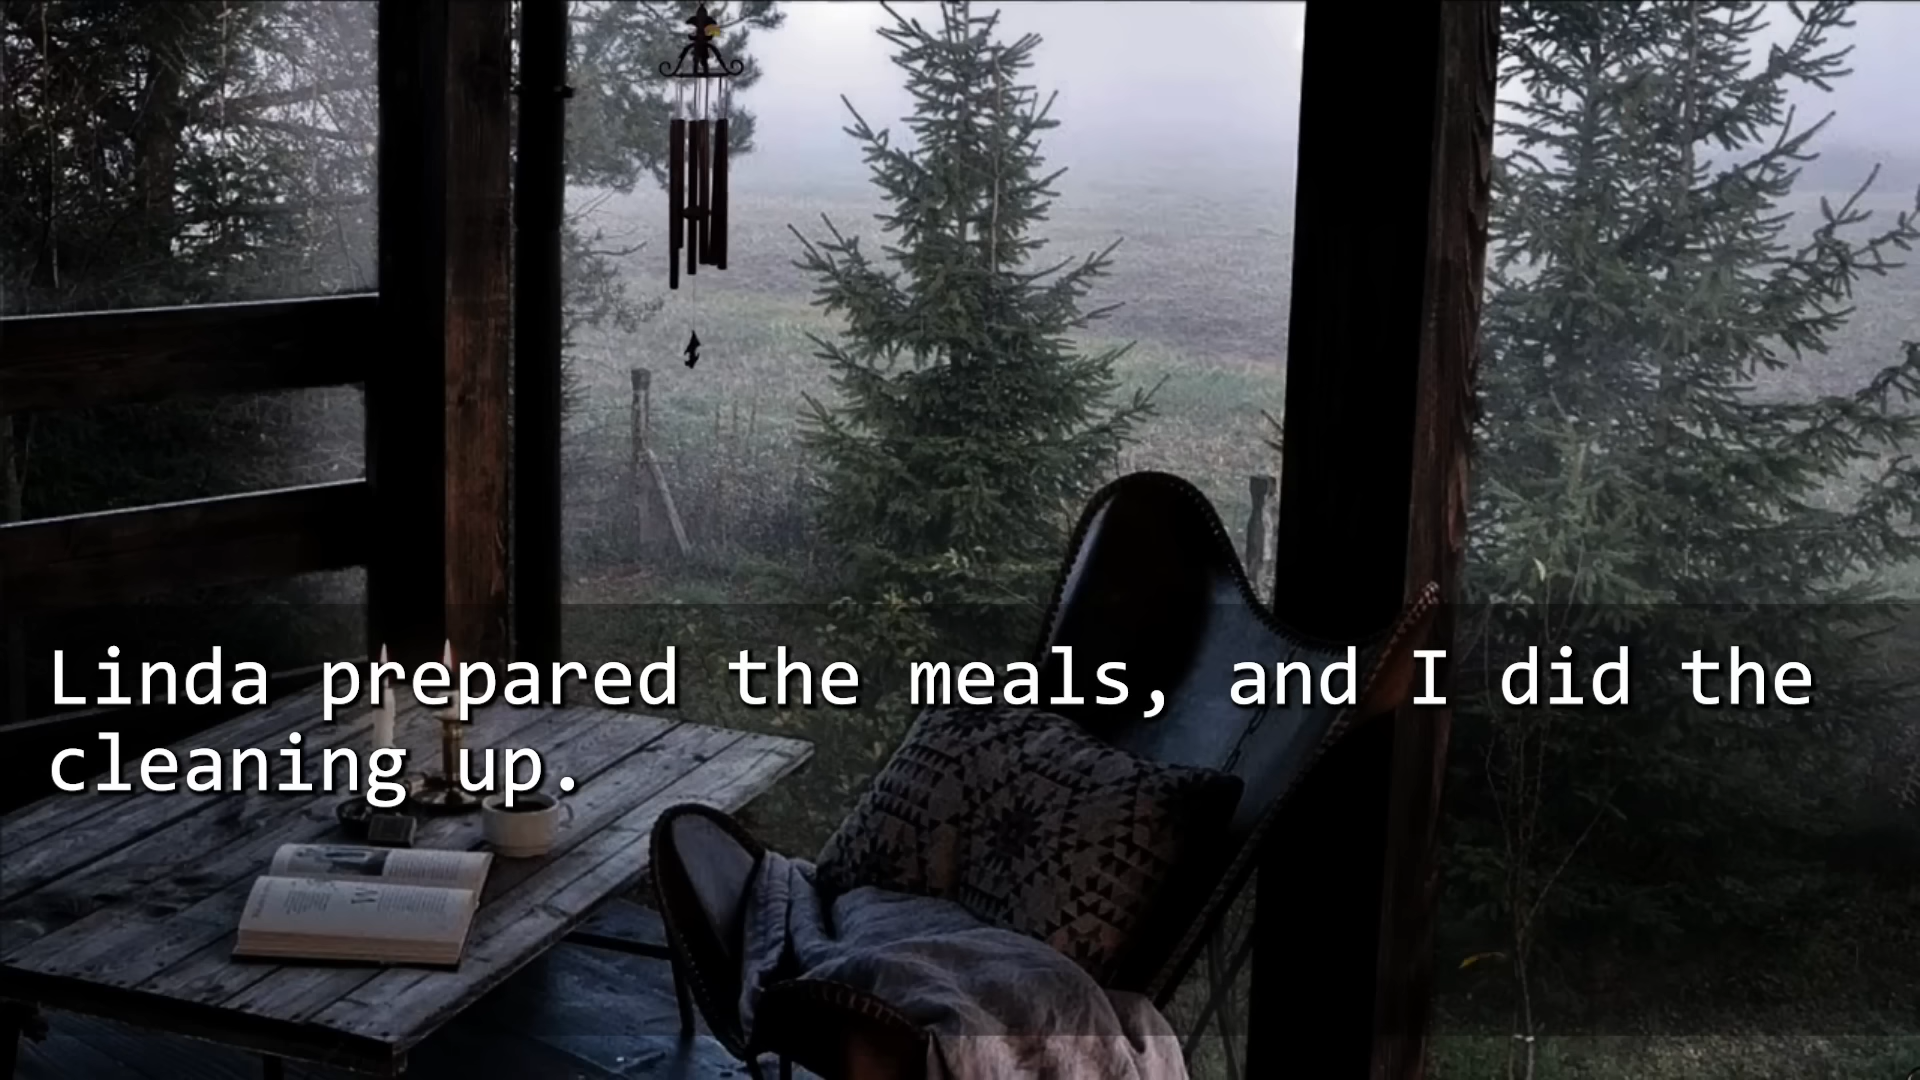 Linda prepared the meals, and I did the
cleaning up.